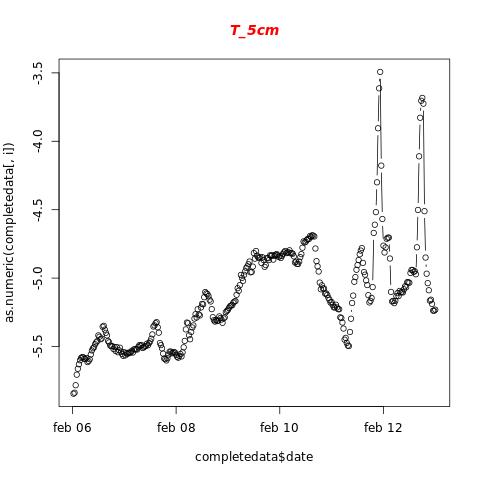 T_5cm
as.numeric(completedata[, i])
-3.5
-4.0
-4.5
-5.0
-5.5
feb 06
feb 08
feb 10
feb 12
completedata$date